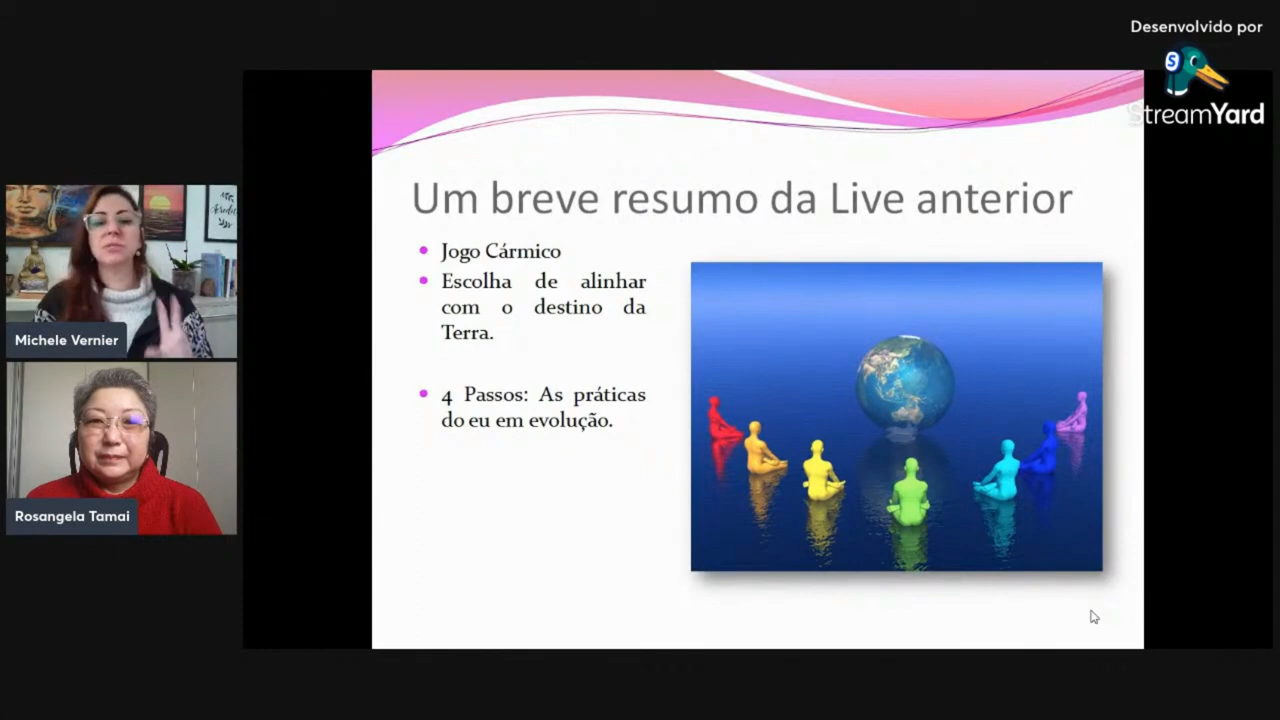 Desenvolvido por
StreamYard
Um breve resumo da Live anterior
Jogo Cármico
Escolha de alinhar
com o destino da
Terra.
4 Passos: As práticas
do eu em evolução.
Michele Vernier
Rosangela Tamai